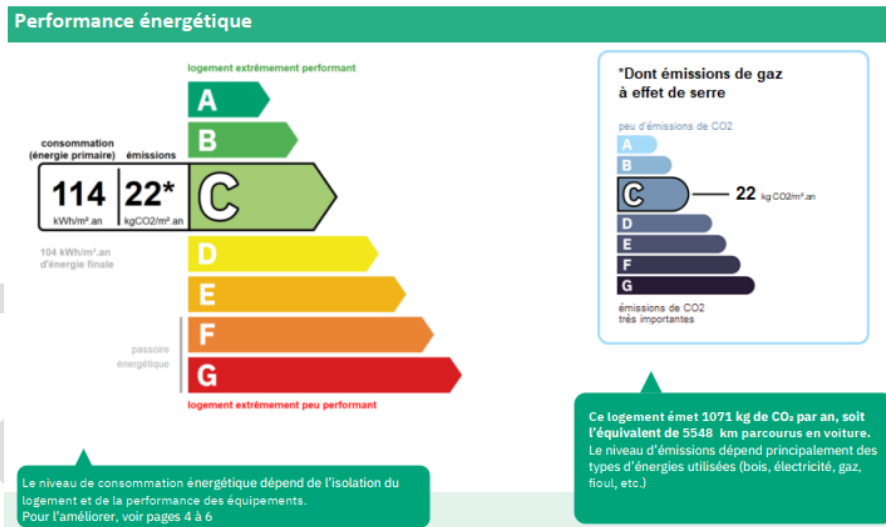 Performance énergétique
logement extrêmement performant
A
B
consommation
(énergie primaire) émissions
114 22* C
kWh/m².an kgCO2/m².an
104 kWh/m².an
d'énergie finale
D
E
F
passoire
énergétique
G
logement extrêmement peu performant
Le niveau de consommation énergétique dépend de l'isolation du
logement et de la performance des équipements.
Pour l'améliorer, voir pages 4 à 6
*Dont émissions de gaz
à effet de serre
peu d'émissions de CO2
A
B
C 22 kg CO2/m².an
D
E
F
G
émissions de CO2
très importantes
Ce logement émet 1071 kg de CO₂ par an, soit
l'équivalent de 5548 km parcourus en voiture.
Le niveau d'émissions dépend principalement des
types d'énergies utilisées (bois, électricité, gaz,
fioul, etc.)